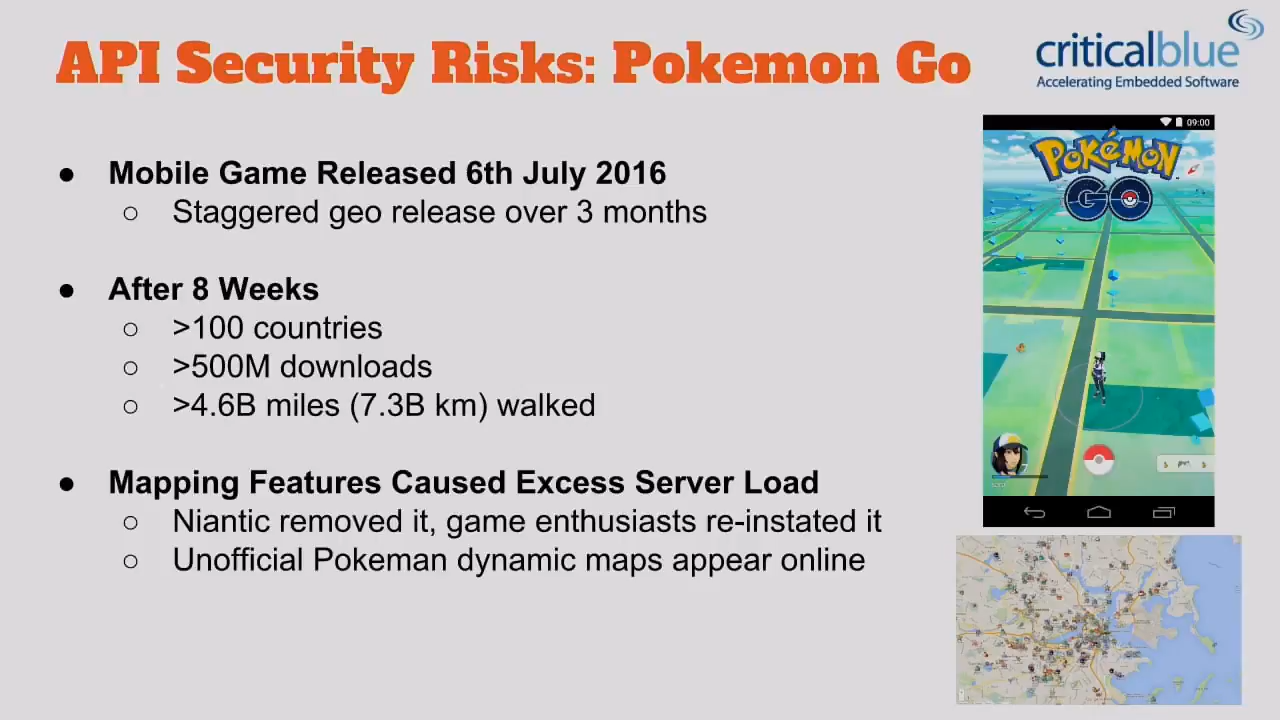 API Security Risks: Pokemon Go
criticalblue
Accelerating Embedded Software
● Mobile Game Released 6th July 2016
○ Staggered geo release over 3 months
● After 8 Weeks
○ >100 countries
○ >500M downloads
○ >4.6B miles (7.3B km) walked
● Mapping Features Caused Excess Server Load
○ Niantic removed it, game enthusiasts re-instated it
○ Unofficial Pokeman dynamic maps appear online
09:00
POKÉMON
GO
7